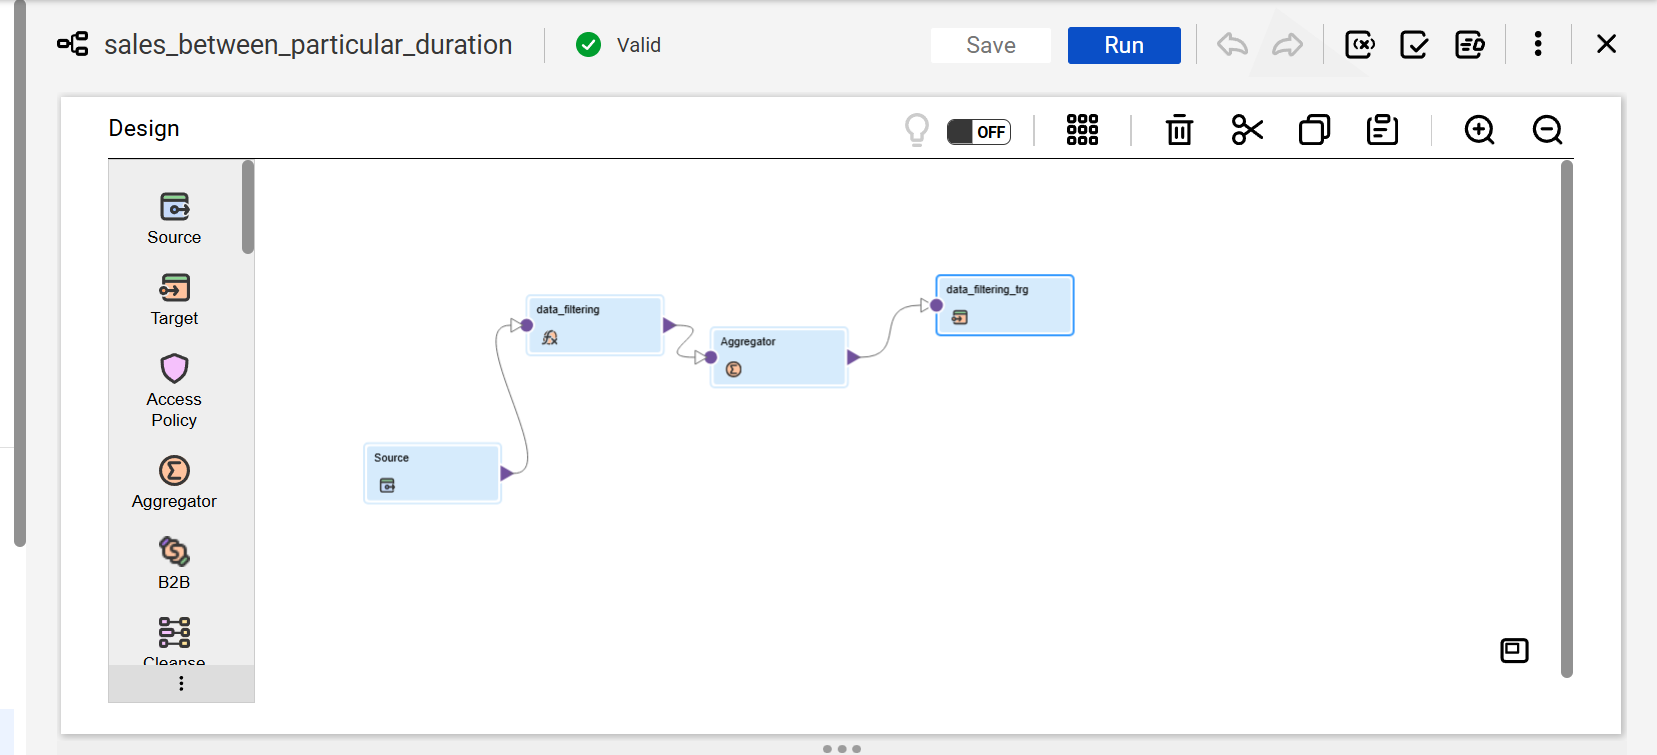 sales_between_particular_duration
Valid
Save
Run
Design
OFF
Source
Target
Access
Policy
Aggregator
B2B
Cleanse
data_filtering
Aggregator
data_filtering_trg
Source